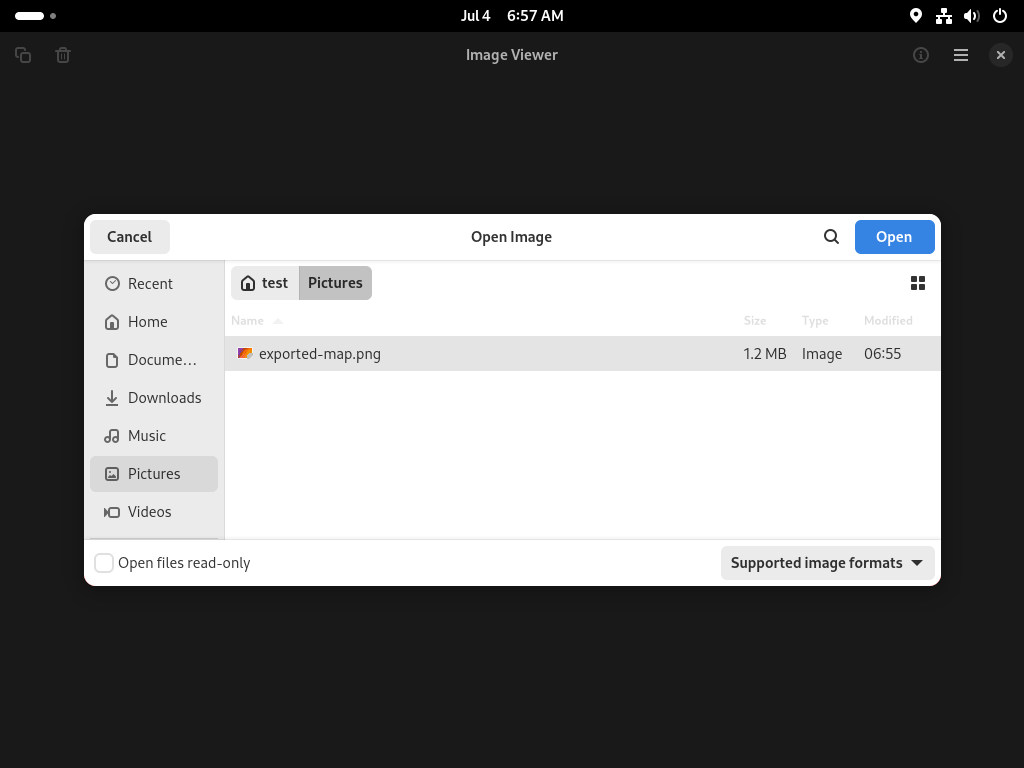 Jul 4 6:57 AM
Image Viewer
Cancel
Open Image
Open
Recent
Home
Docume…
Downloads
Music
Pictures
Videos
test
Pictures
Name Size Type Modified
exported-map.png 1.2 MB Image 06:55
Open files read-only
Supported image formats